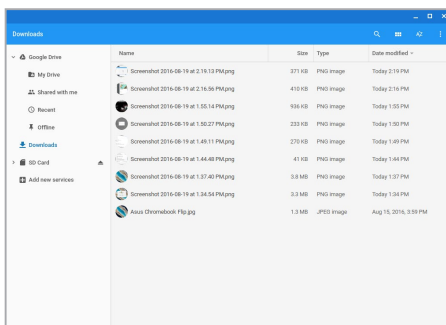 Downloads
Google Drive
My Drive
Shared with me
Recent
Offline
Downloads
SD Card
Add new services
Name Size Type Date modified
Screenshot 2016-08-19 at 2.19.13 PM.png 371 KB PNG image Today 2:19 PM
Screenshot 2016-08-19 at 2.16.56 PM.png 410 KB PNG image Today 2:16 PM
Screenshot 2016-08-19 at 1.55.14 PM.png 936 KB PNG image Today 1:55 PM
Screenshot 2016-08-19 at 1.50.27 PM.png 233 KB PNG image Today 1:50 PM
Screenshot 2016-08-19 at 1.49.11 PM.png 270 KB PNG image Today 1:49 PM
Screenshot 2016-08-19 at 1.44.48 PM.png 41 KB PNG image Today 1:44 PM
Screenshot 2016-08-19 at 1.37.40 PM.png 3.8 MB PNG image Today 1:37 PM
Screenshot 2016-08-19 at 1.34.54 PM.png 3.3 MB PNG image Today 1:34 PM
Asus Chromebook Flip.jpg 1.3 MB JPEG image Aug 15, 2016, 3:59 PM